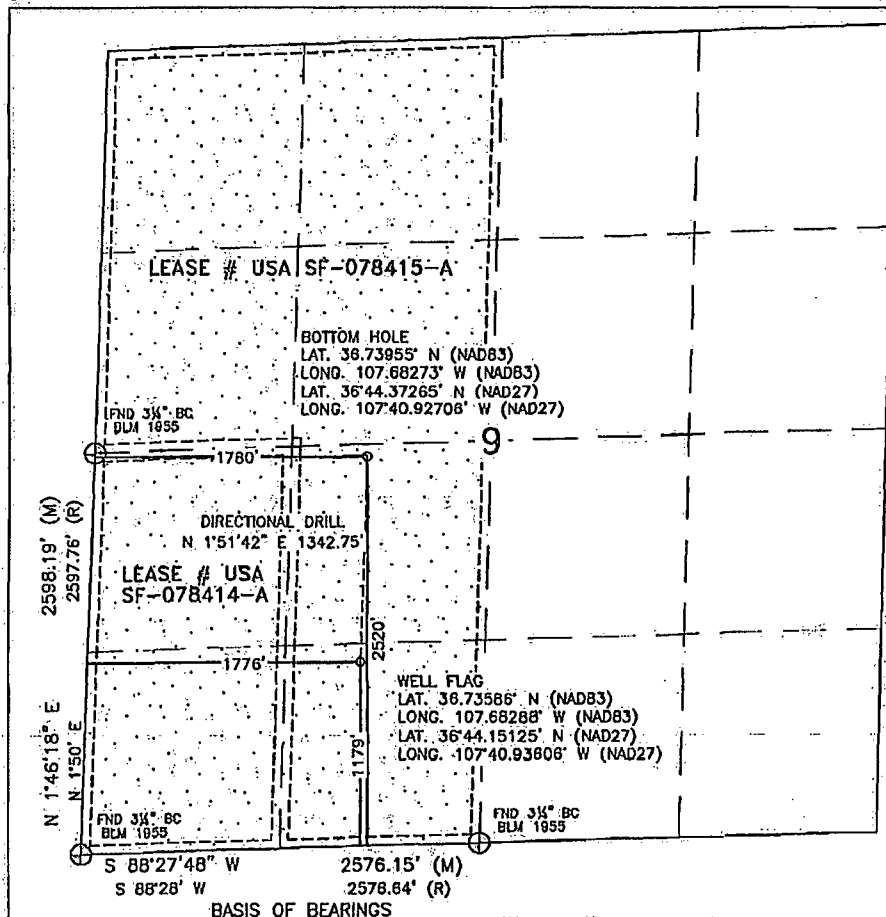 LEASE # USA SF-078415-A
BOTTOM HOLE
LAT. 36.73955° N (NAD83)
LONG. 107.68273° W (NAD83)
LAT. 36°44.37265' N (NAD27)
LONG. 107°40.92706' W (NAD27)
FND 3¼" BC
BLM 1955
9
1780'
DIRECTIONAL DRILL
N 1°51'42" E 1342.75'
2598.19' (M)
2597.76' (R)
LEASE # USA
SF-078414-A
2520'
1776'
WELL FLAG
LAT. 36.73586° N (NAD83)
LONG. 107.68288° W (NAD83)
LAT. 36°44.15125' N (NAD27)
LONG. 107°40.93606' W (NAD27)
1179'
N 1°46'18" E
N 1°50' E
FND 3¼" BC
BLM 1955
FND 3¼" BC
BLM 1955
S 88°27'48" W 2576.15' (M)
S 88°28' W 2576.64' (R)
BASIS OF BEARINGS